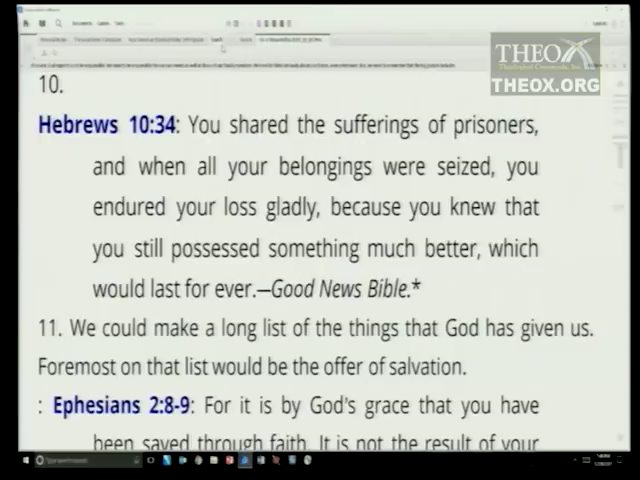 THEOX
THEOX.ORG
10.
Hebrews 10:34: You shared the sufferings of prisoners,
and when all your belongings were seized, you
endured your loss gladly, because you knew that
you still possessed something much better, which
would last for ever.—Good News Bible.*
11. We could make a long list of the things that God has given us.
Foremost on that list would be the offer of salvation.
: Ephesians 2:8-9: For it is by God's grace that you have
been saved through faith. It is not the result of your